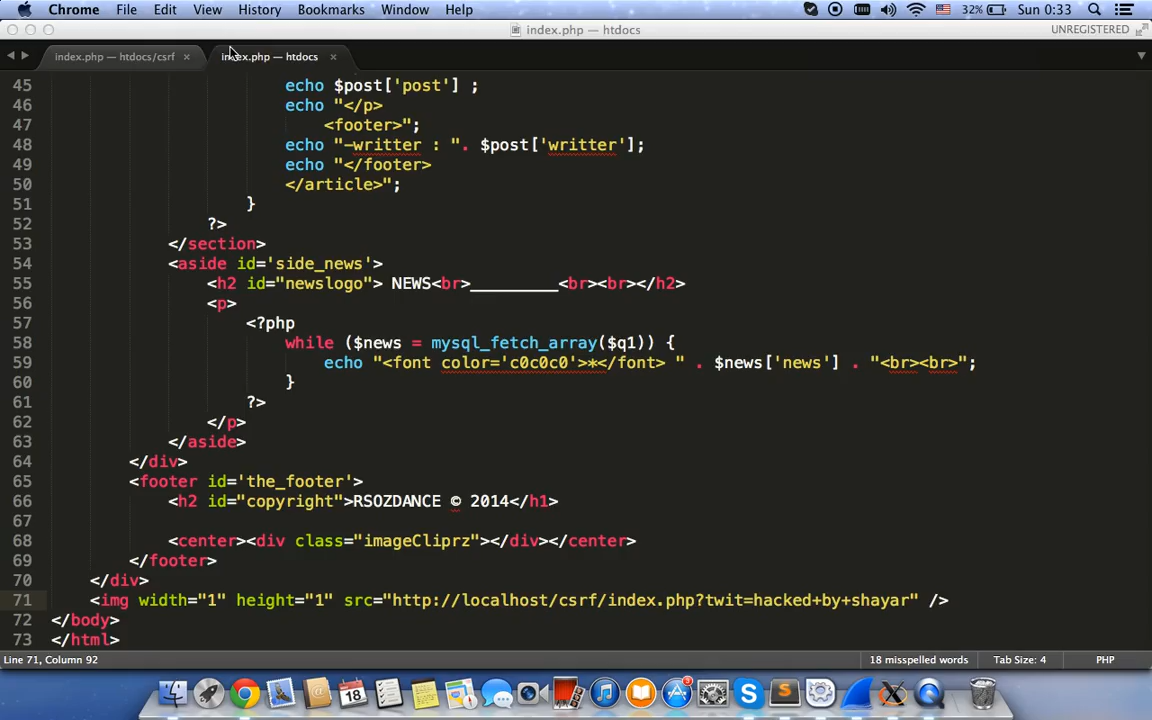 Chrome File Edit View History Bookmarks Window Help 32% Sun 0:33
index.php — htdocs UNREGISTERED
index.php — htdocs/csrf × index.php — htdocs ×
45 echo $post['post'] ;
46 echo "</p>
47 <footer>";
48 echo "—writter : ". $post['writter'];
49 echo "</footer>
50 </article>";
51 }
52 ?>
53 </section>
54 <aside id='side_news'>
55 <h2 id="newslogo"> NEWS<br>_________<br><br></h2>
56 <p>
57 <?php
58 while ($news = mysql_fetch_array($q1)) {
59 echo "<font color='c0c0c0'>*</font> " . $news['news'] . "<br><br>";
60 }
61 ?>
62 </p>
63 </aside>
64 </div>
65 <footer id='the_footer'>
66 <h2 id="copyright">RSOZDANCE © 2014</h1>
67
68 <center><div class="imageCliprz"></div></center>
69 </footer>
70 </div>
71 <img width="1" height="1" src="http://localhost/csrf/index.php?twit=hacked+by+shayar" />
72 </body>
73 </html>
Line 71, Column 92 18 misspelled words Tab Size: 4 PHP
18
3